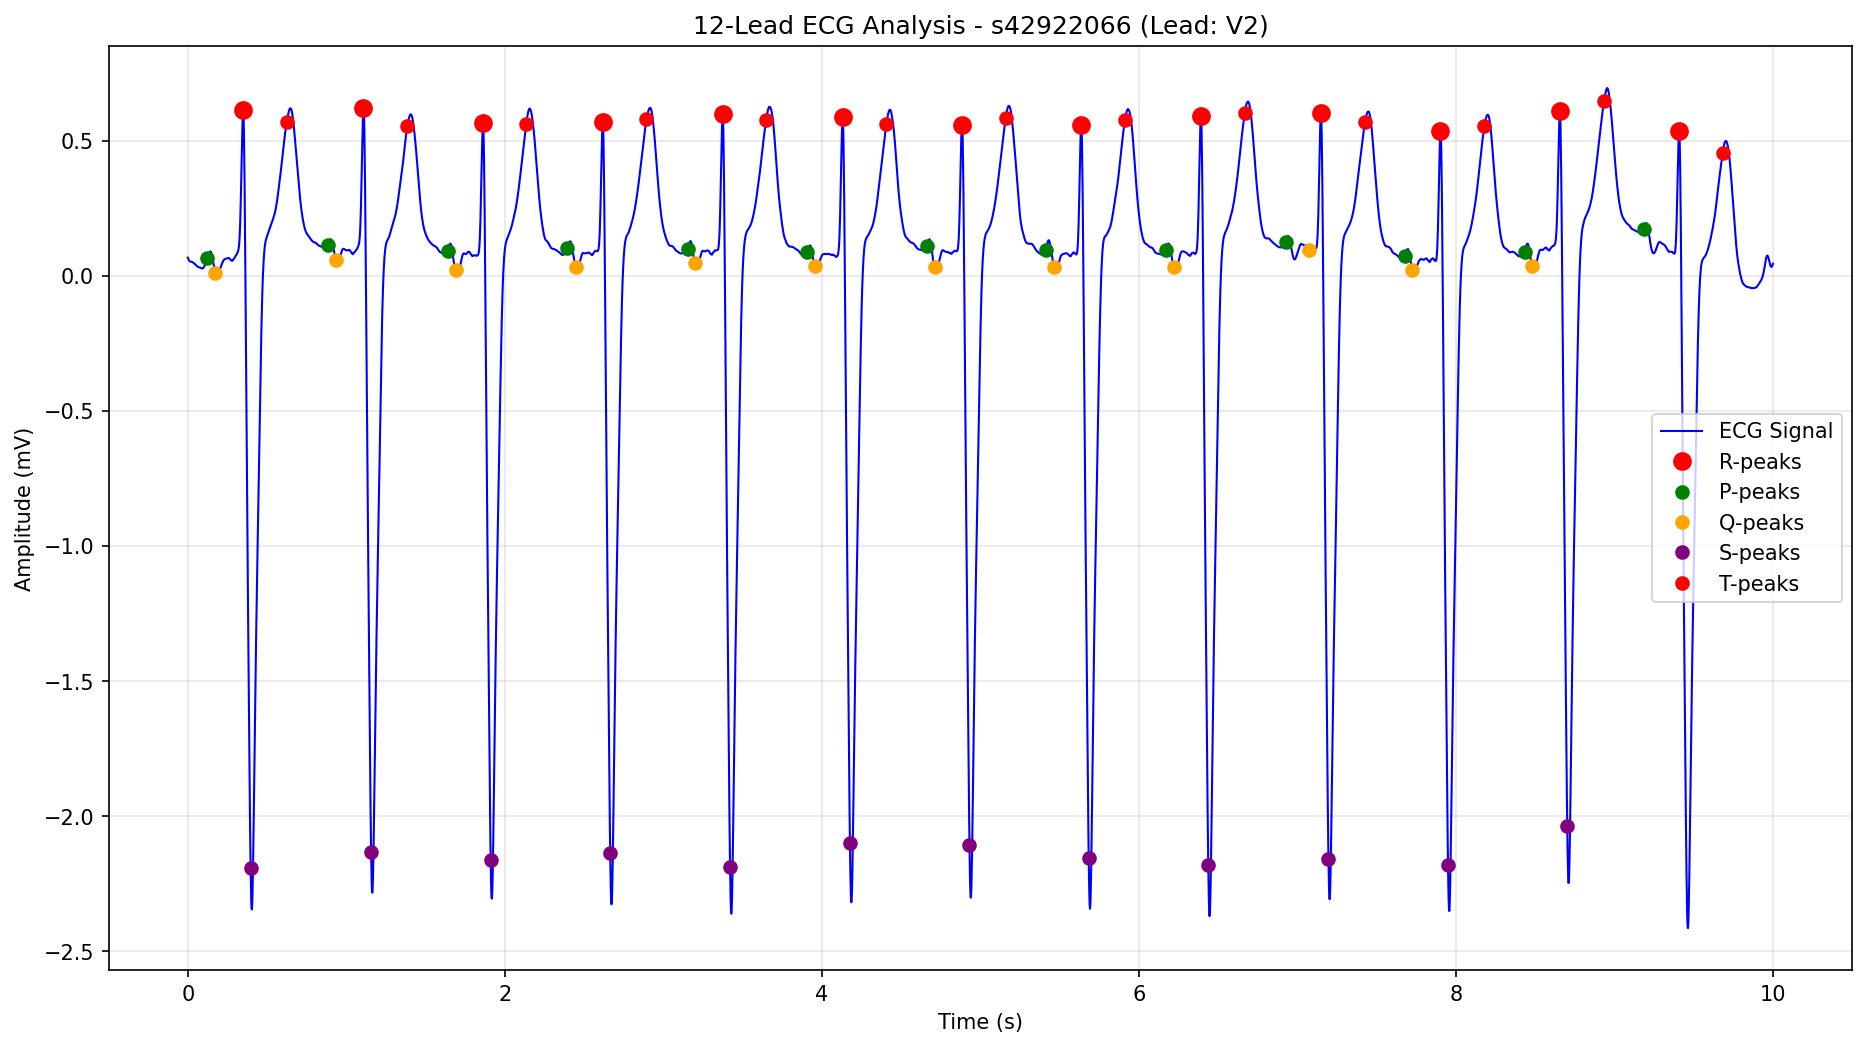 12-Lead ECG Analysis - s42922066 (Lead: V2)
Amplitude (mV)
0.5
0.0
−0.5
−1.0
−1.5
−2.0
−2.5
ECG Signal
R-peaks
P-peaks
Q-peaks
S-peaks
T-peaks
0 2 4 6 8 10
Time (s)